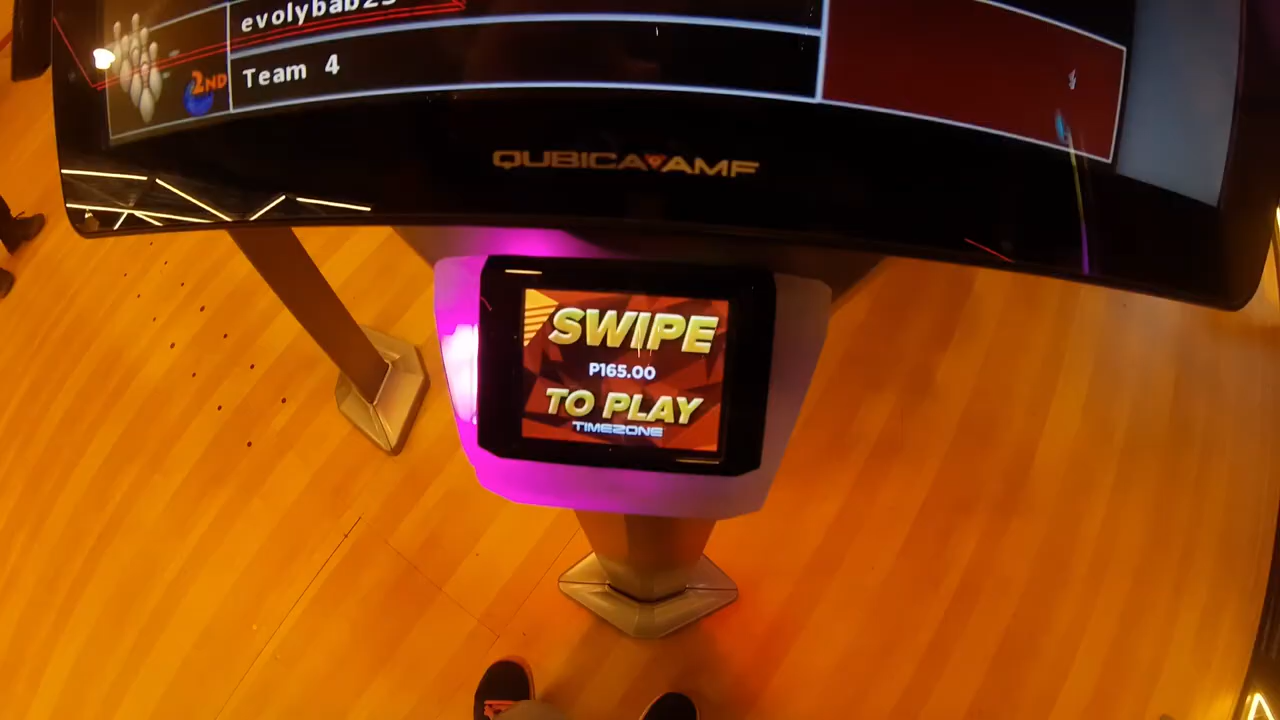 evolybab23
2ND
Team 4
QUBICAAMF
SWIPE
P165.00
TO PLAY
TIMEZONE